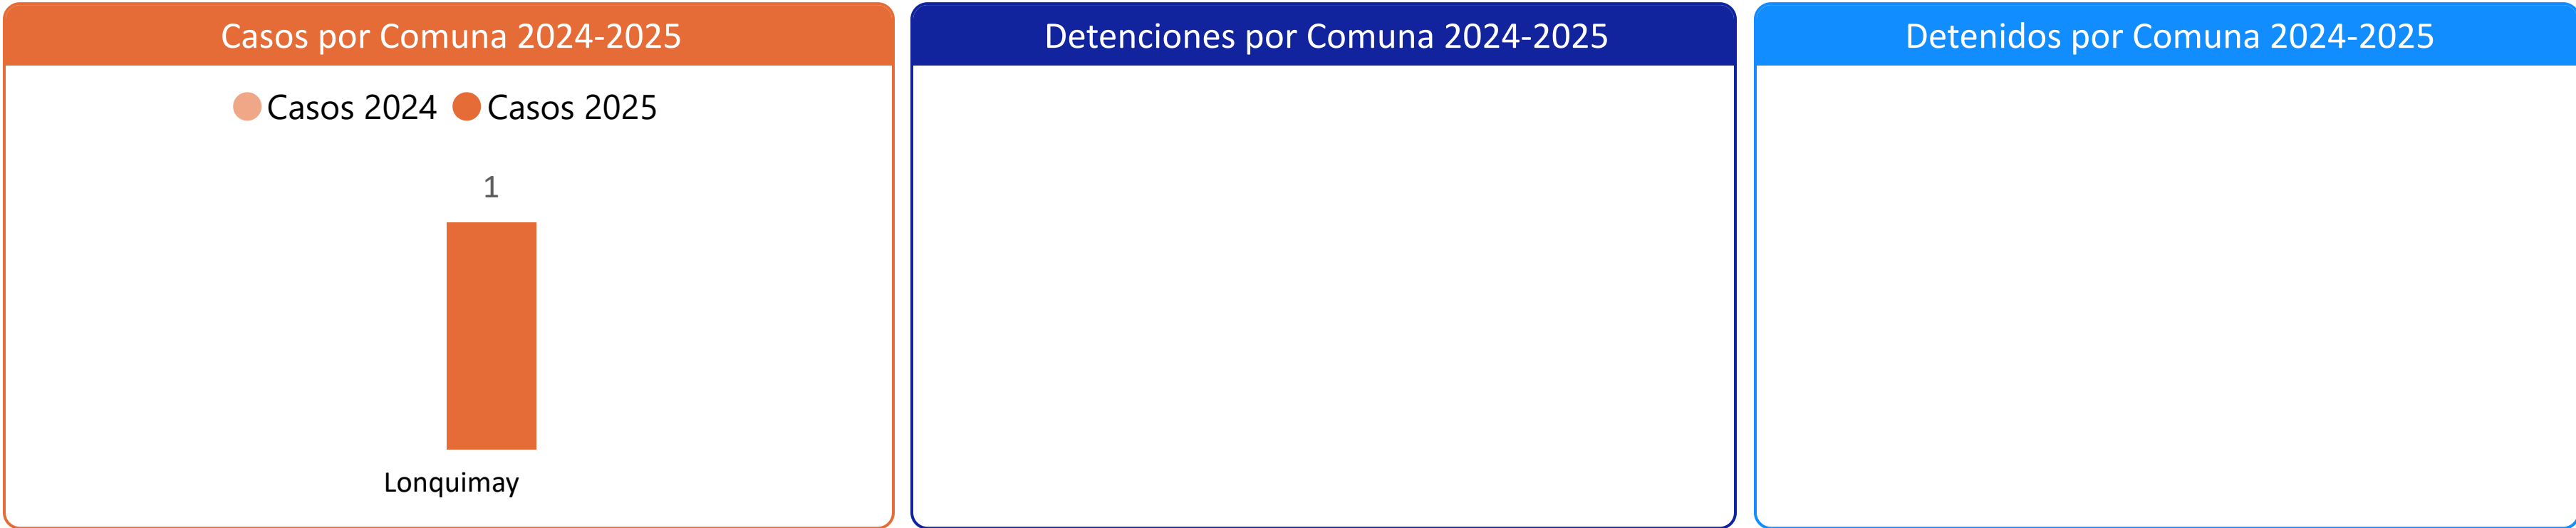 Casos por Comuna 2024-2025
Casos 2024 Casos 2025
1
Lonquimay
Detenciones por Comuna 2024-2025
Detenidos por Comuna 2024-2025